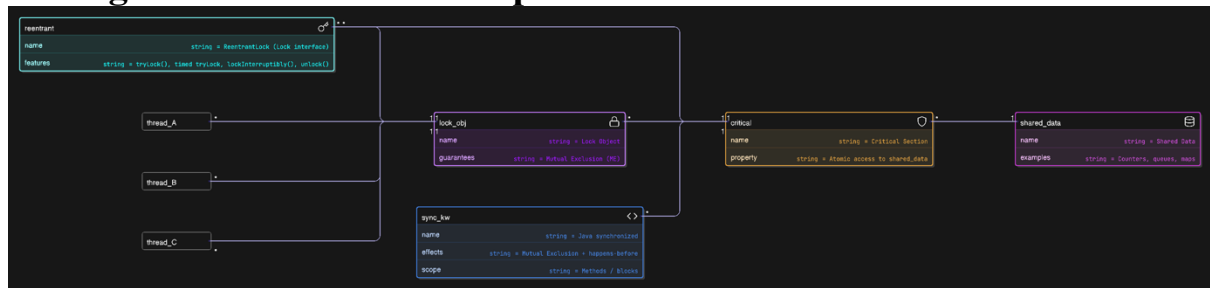 reentrant
name string = ReentrantLock (Lock interface)
features string = tryLock(), timed tryLock, lockInterruptibly(), unlock()
thread_A
lock_obj
name string = Lock Object
guarantees string = Mutual Exclusion (ME)
critical
name string = Critical Section
property string = Atomic access to shared_data
shared_data
name string = Shared Data
examples string = Counters, queues, maps
thread_B
thread_C
sync_kw
name string = Java synchronized
effects string = Mutual Exclusion + happens-before
scope string = Methods / blocks